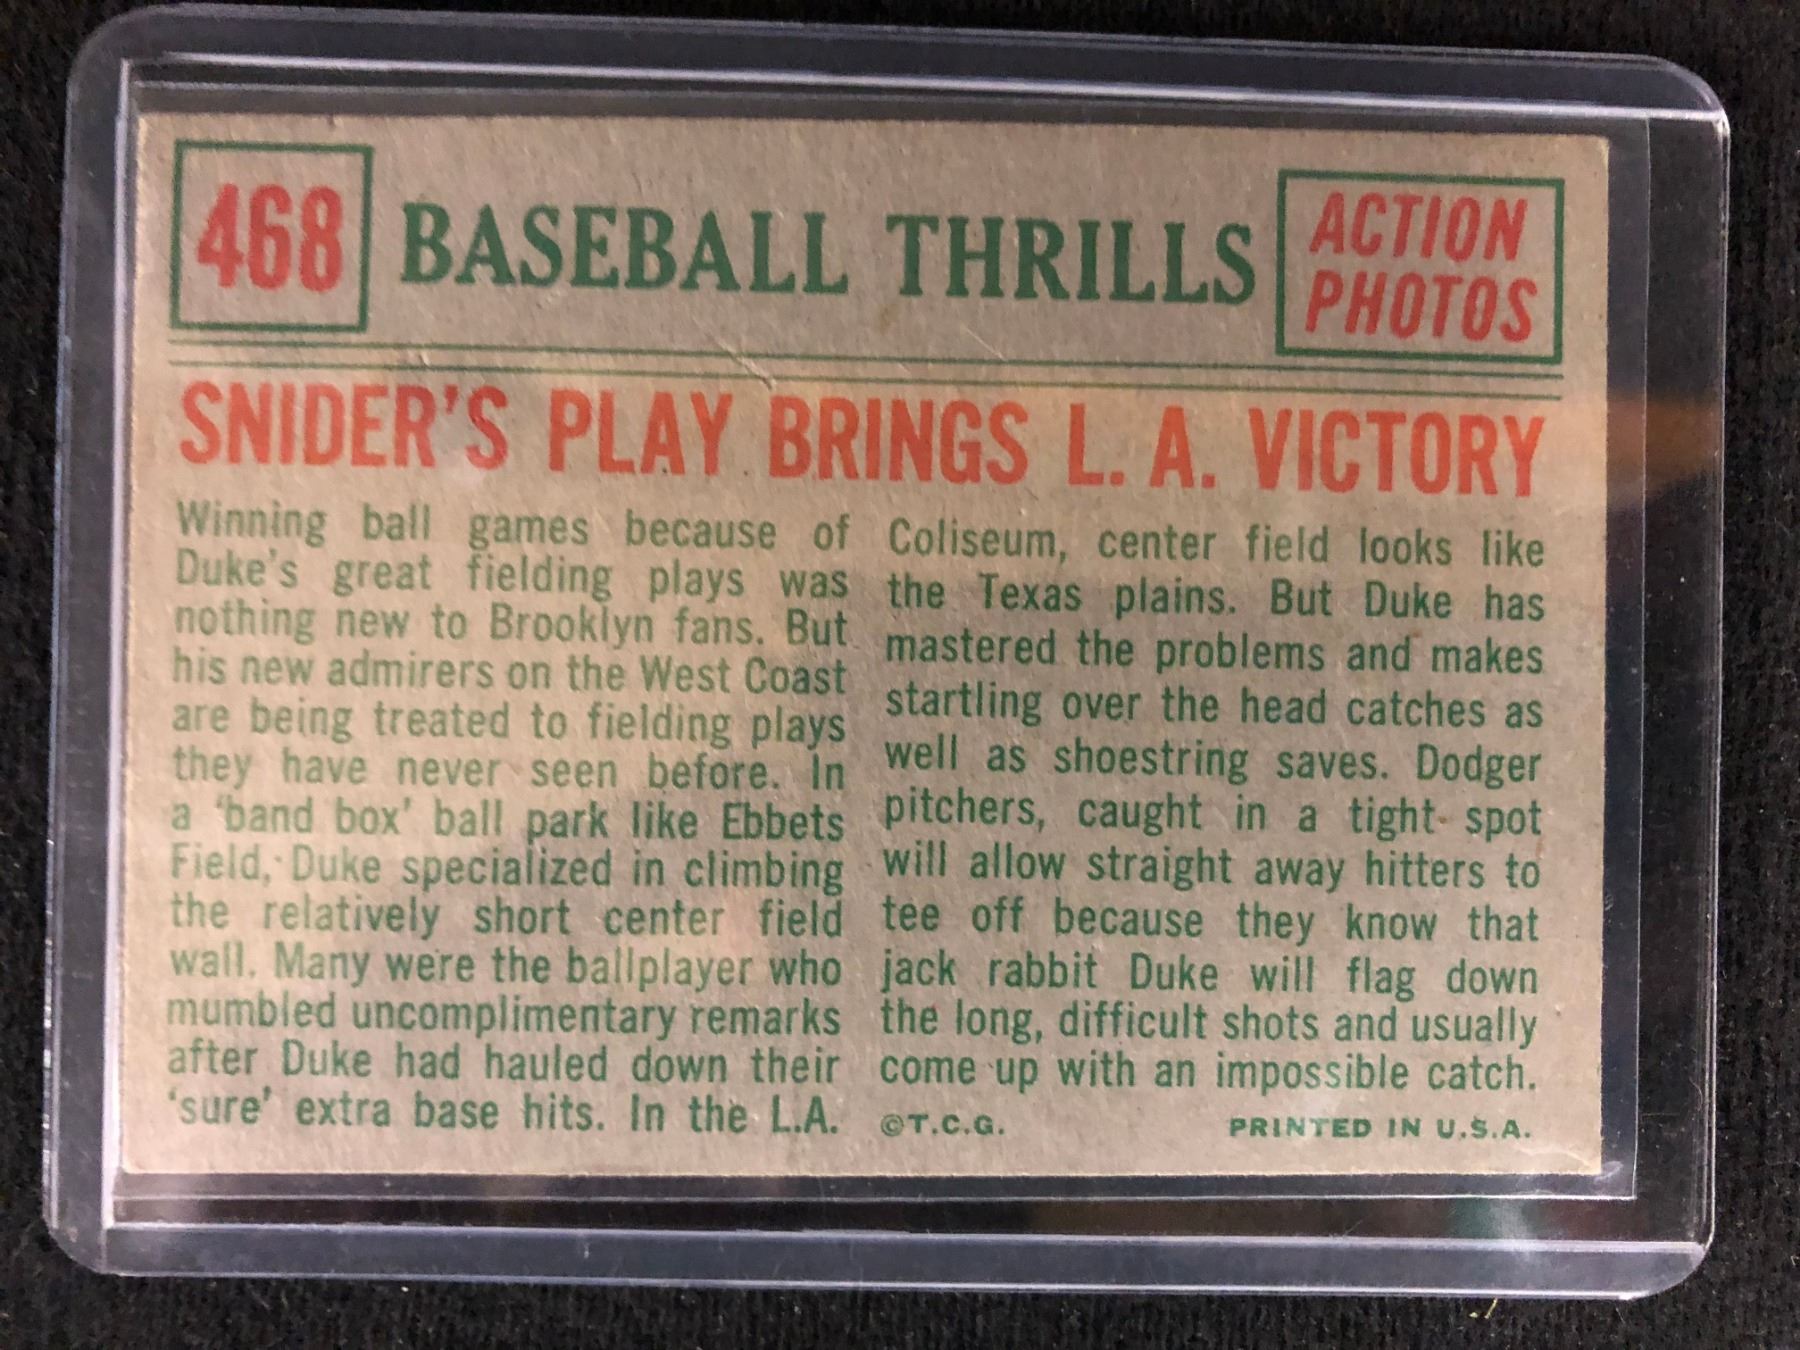 468
BASEBALL THRILLS
ACTION
PHOTOS
SNIDER'S PLAY BRINGS L. A. VICTORY
Winning ball games because of
Duke's great fielding plays was
nothing new to Brooklyn fans. But
his new admirers on the West Coast
are being treated to fielding plays
they have never seen before. In
a 'band box' ball park like Ebbets
Field, Duke specialized in climbing
the relatively short center field
wall. Many were the ballplayer who
mumbled uncomplimentary remarks
after Duke had hauled down their
'sure' extra base hits. In the L.A.
Coliseum, center field looks like
the Texas plains. But Duke has
mastered the problems and makes
startling over the head catches as
well as shoestring saves. Dodger
pitchers, caught in a tight spot
will allow straight away hitters to
tee off because they know that
jack rabbit Duke will flag down
the long, difficult shots and usually
come up with an impossible catch.
©T.C.G. PRINTED IN U.S.A.